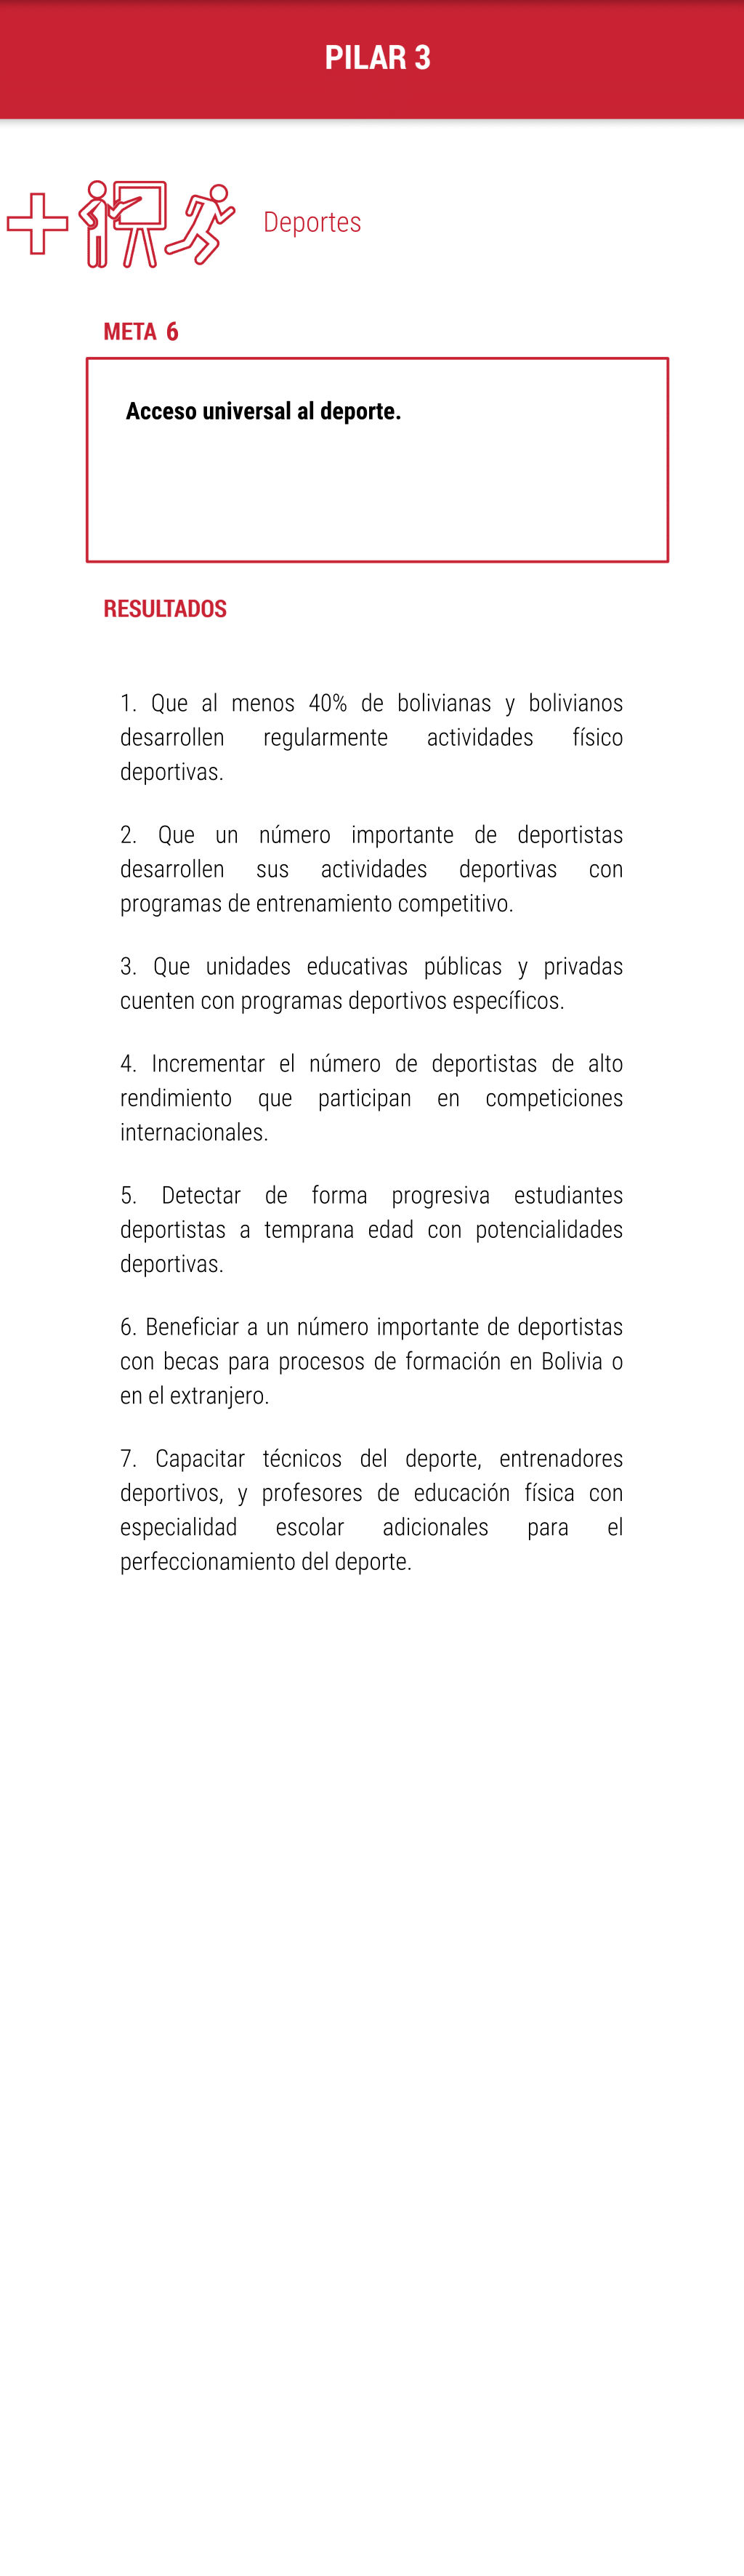 PILAR 3
Deportes
META 6
Acceso universal al deporte.
RESULTADOS
1. Que al menos 40% de bolivianas y bolivianos
desarrollen regularmente actividades físico
deportivas.
2. Que un número importante de deportistas
desarrollen sus actividades deportivas con
programas de entrenamiento competitivo.
3. Que unidades educativas públicas y privadas
cuenten con programas deportivos específicos.
4. Incrementar el número de deportistas de alto
rendimiento que participan en competiciones
internacionales.
5. Detectar de forma progresiva estudiantes
deportistas a temprana edad con potencialidades
deportivas.
6. Beneficiar a un número importante de deportistas
con becas para procesos de formación en Bolivia o
en el extranjero.
7. Capacitar técnicos del deporte, entrenadores
deportivos, y profesores de educación física con
especialidad escolar adicionales para el
perfeccionamiento del deporte.